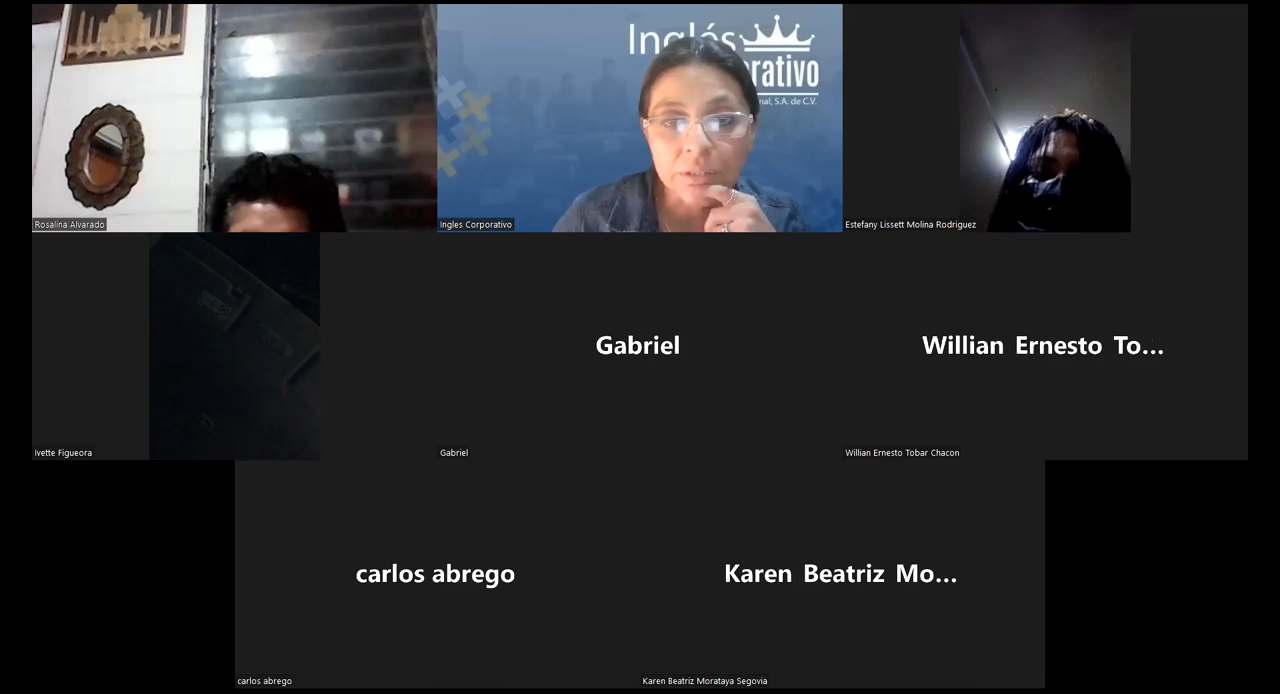 Inglés
orativo
nal, S.A. de C.V.
Rosalina Alvarado
Ingles Corporativo
Estefany Lissett Molina Rodriguez
Gabriel
Willian Ernesto To...
Ivette Figueora
Gabriel
Willian Ernesto Tobar Chacon
carlos abrego
Karen Beatriz Mo...
carlos abrego
Karen Beatriz Morataya Segovia